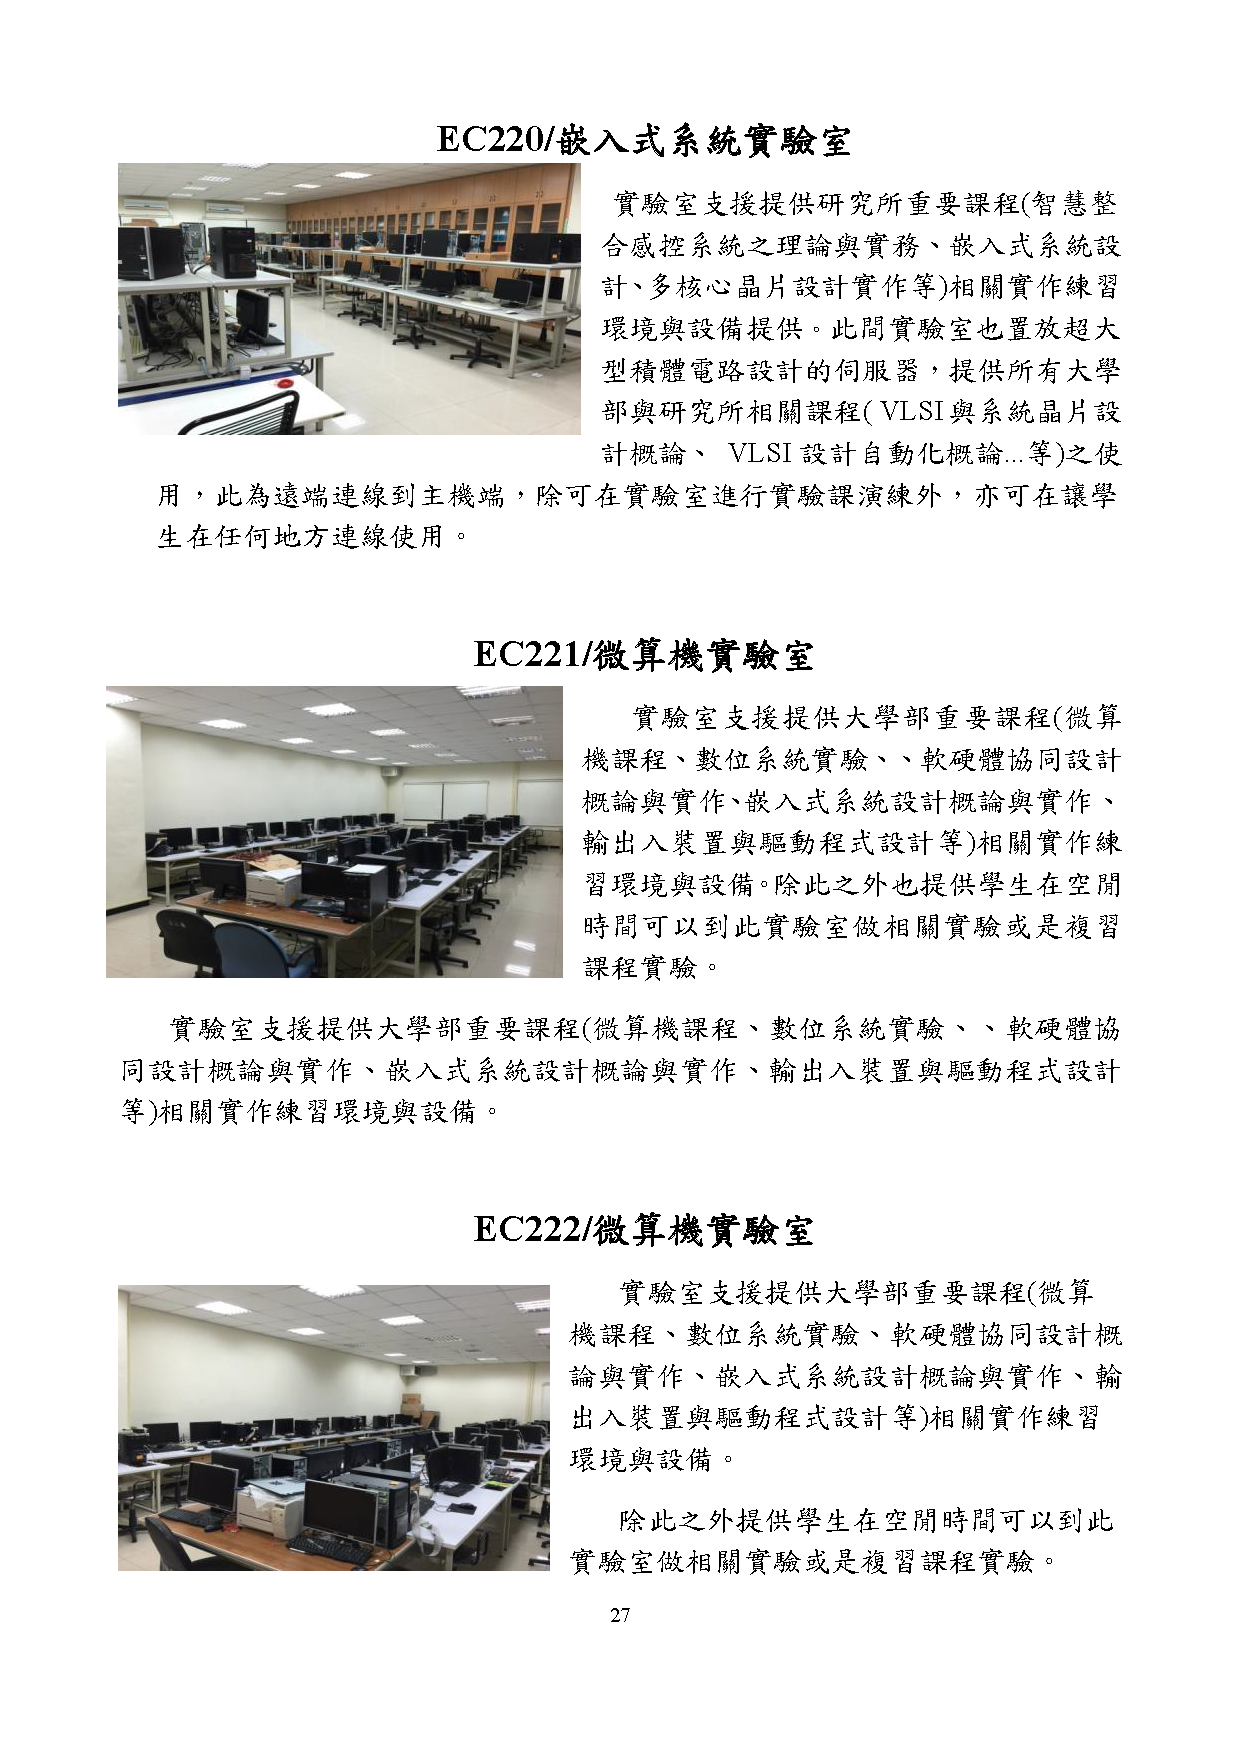 EC220/嵌入式系統實驗室
實驗室支援提供研究所重要課程(智慧整
合感控系統之理論與實務、嵌入式系統設
計、多核心晶片設計實作等)相關實作練習
環境與設備提供。此間實驗室也置放超大
型積體電路設計的伺服器，提供所有大學
部與研究所相關課程( VLSI與系統晶片設
計概論、 VLSI 設計自動化概論...等)之使
用，此為遠端連線到主機端，除可在實驗室進行實驗課演練外，亦可在讓學
生在任何地方連線使用。
EC221/微算機實驗室
實驗室支援提供大學部重要課程(微算
機課程、數位系統實驗、、軟硬體協同設計
概論與實作、嵌入式系統設計概論與實作、
輸出入裝置與驅動程式設計等)相關實作練
習環境與設備。除此之外也提供學生在空閒
時間可以到此實驗室做相關實驗或是複習
課程實驗。
實驗室支援提供大學部重要課程(微算機課程、數位系統實驗、、軟硬體協
同設計概論與實作、嵌入式系統設計概論與實作、輸出入裝置與驅動程式設計
等)相關實作練習環境與設備。
EC222/微算機實驗室
實驗室支援提供大學部重要課程(微算
機課程、數位系統實驗、軟硬體協同設計概
論與實作、嵌入式系統設計概論與實作、輸
出入裝置與驅動程式設計等)相關實作練習
環境與設備。
除此之外提供學生在空閒時間可以到此
實驗室做相關實驗或是複習課程實驗。
27